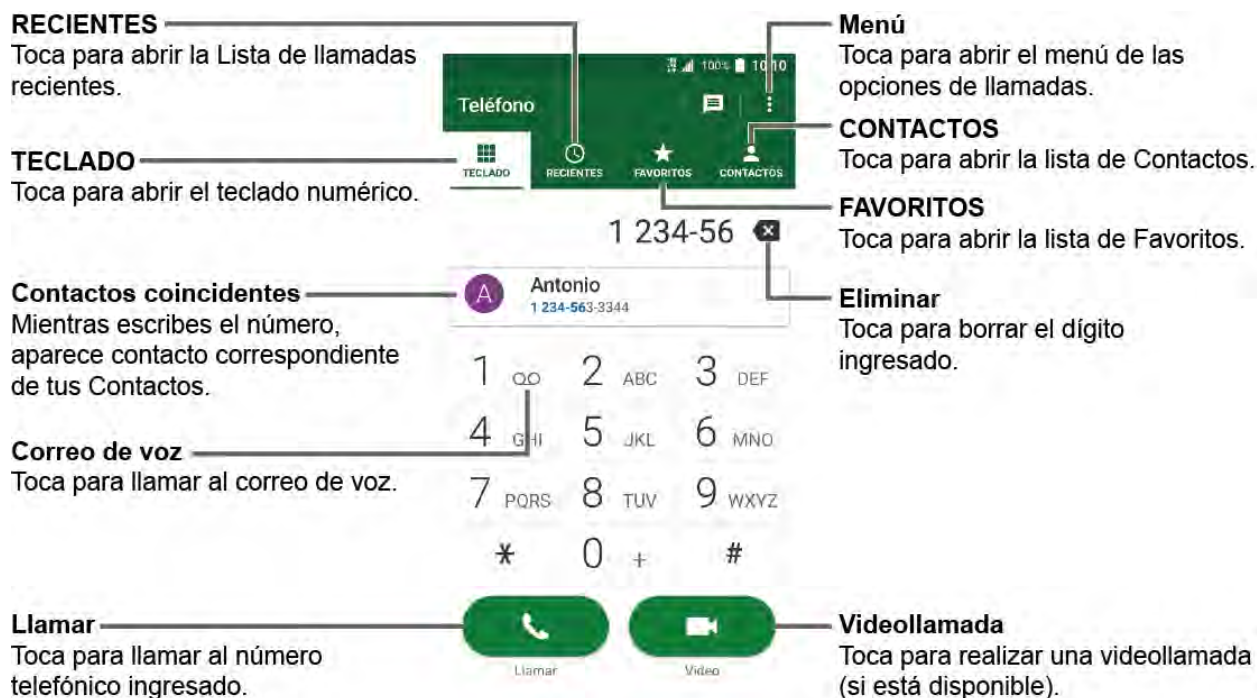 RECIENTES
Toca para abrir la Lista de llamadas
recientes.
TECLADO
Toca para abrir el teclado numérico.
Contactos coincidentes
Mientras escribes el número,
aparece contacto correspondiente
de tus Contactos.
Correo de voz
Toca para llamar al correo de voz.
Llamar
Toca para llamar al número
telefónico ingresado.
100% 10:10
Teléfono
TECLADO RECIENTES FAVORITOS CONTACTOS
1 234-56
A Antonio
1 234-563-3344
1 2 ABC 3 DEF
4 GHI 5 JKL 6 MNO
7 PQRS 8 TUV 9 WXYZ
* 0 + #
Llamar Video
Menú
Toca para abrir el menú de las
opciones de llamadas.
CONTACTOS
Toca para abrir la lista de Contactos.
FAVORITOS
Toca para abrir la lista de Favoritos.
Eliminar
Toca para borrar el dígito
ingresado.
Videollamada
Toca para realizar una videollamada
(si está disponible).